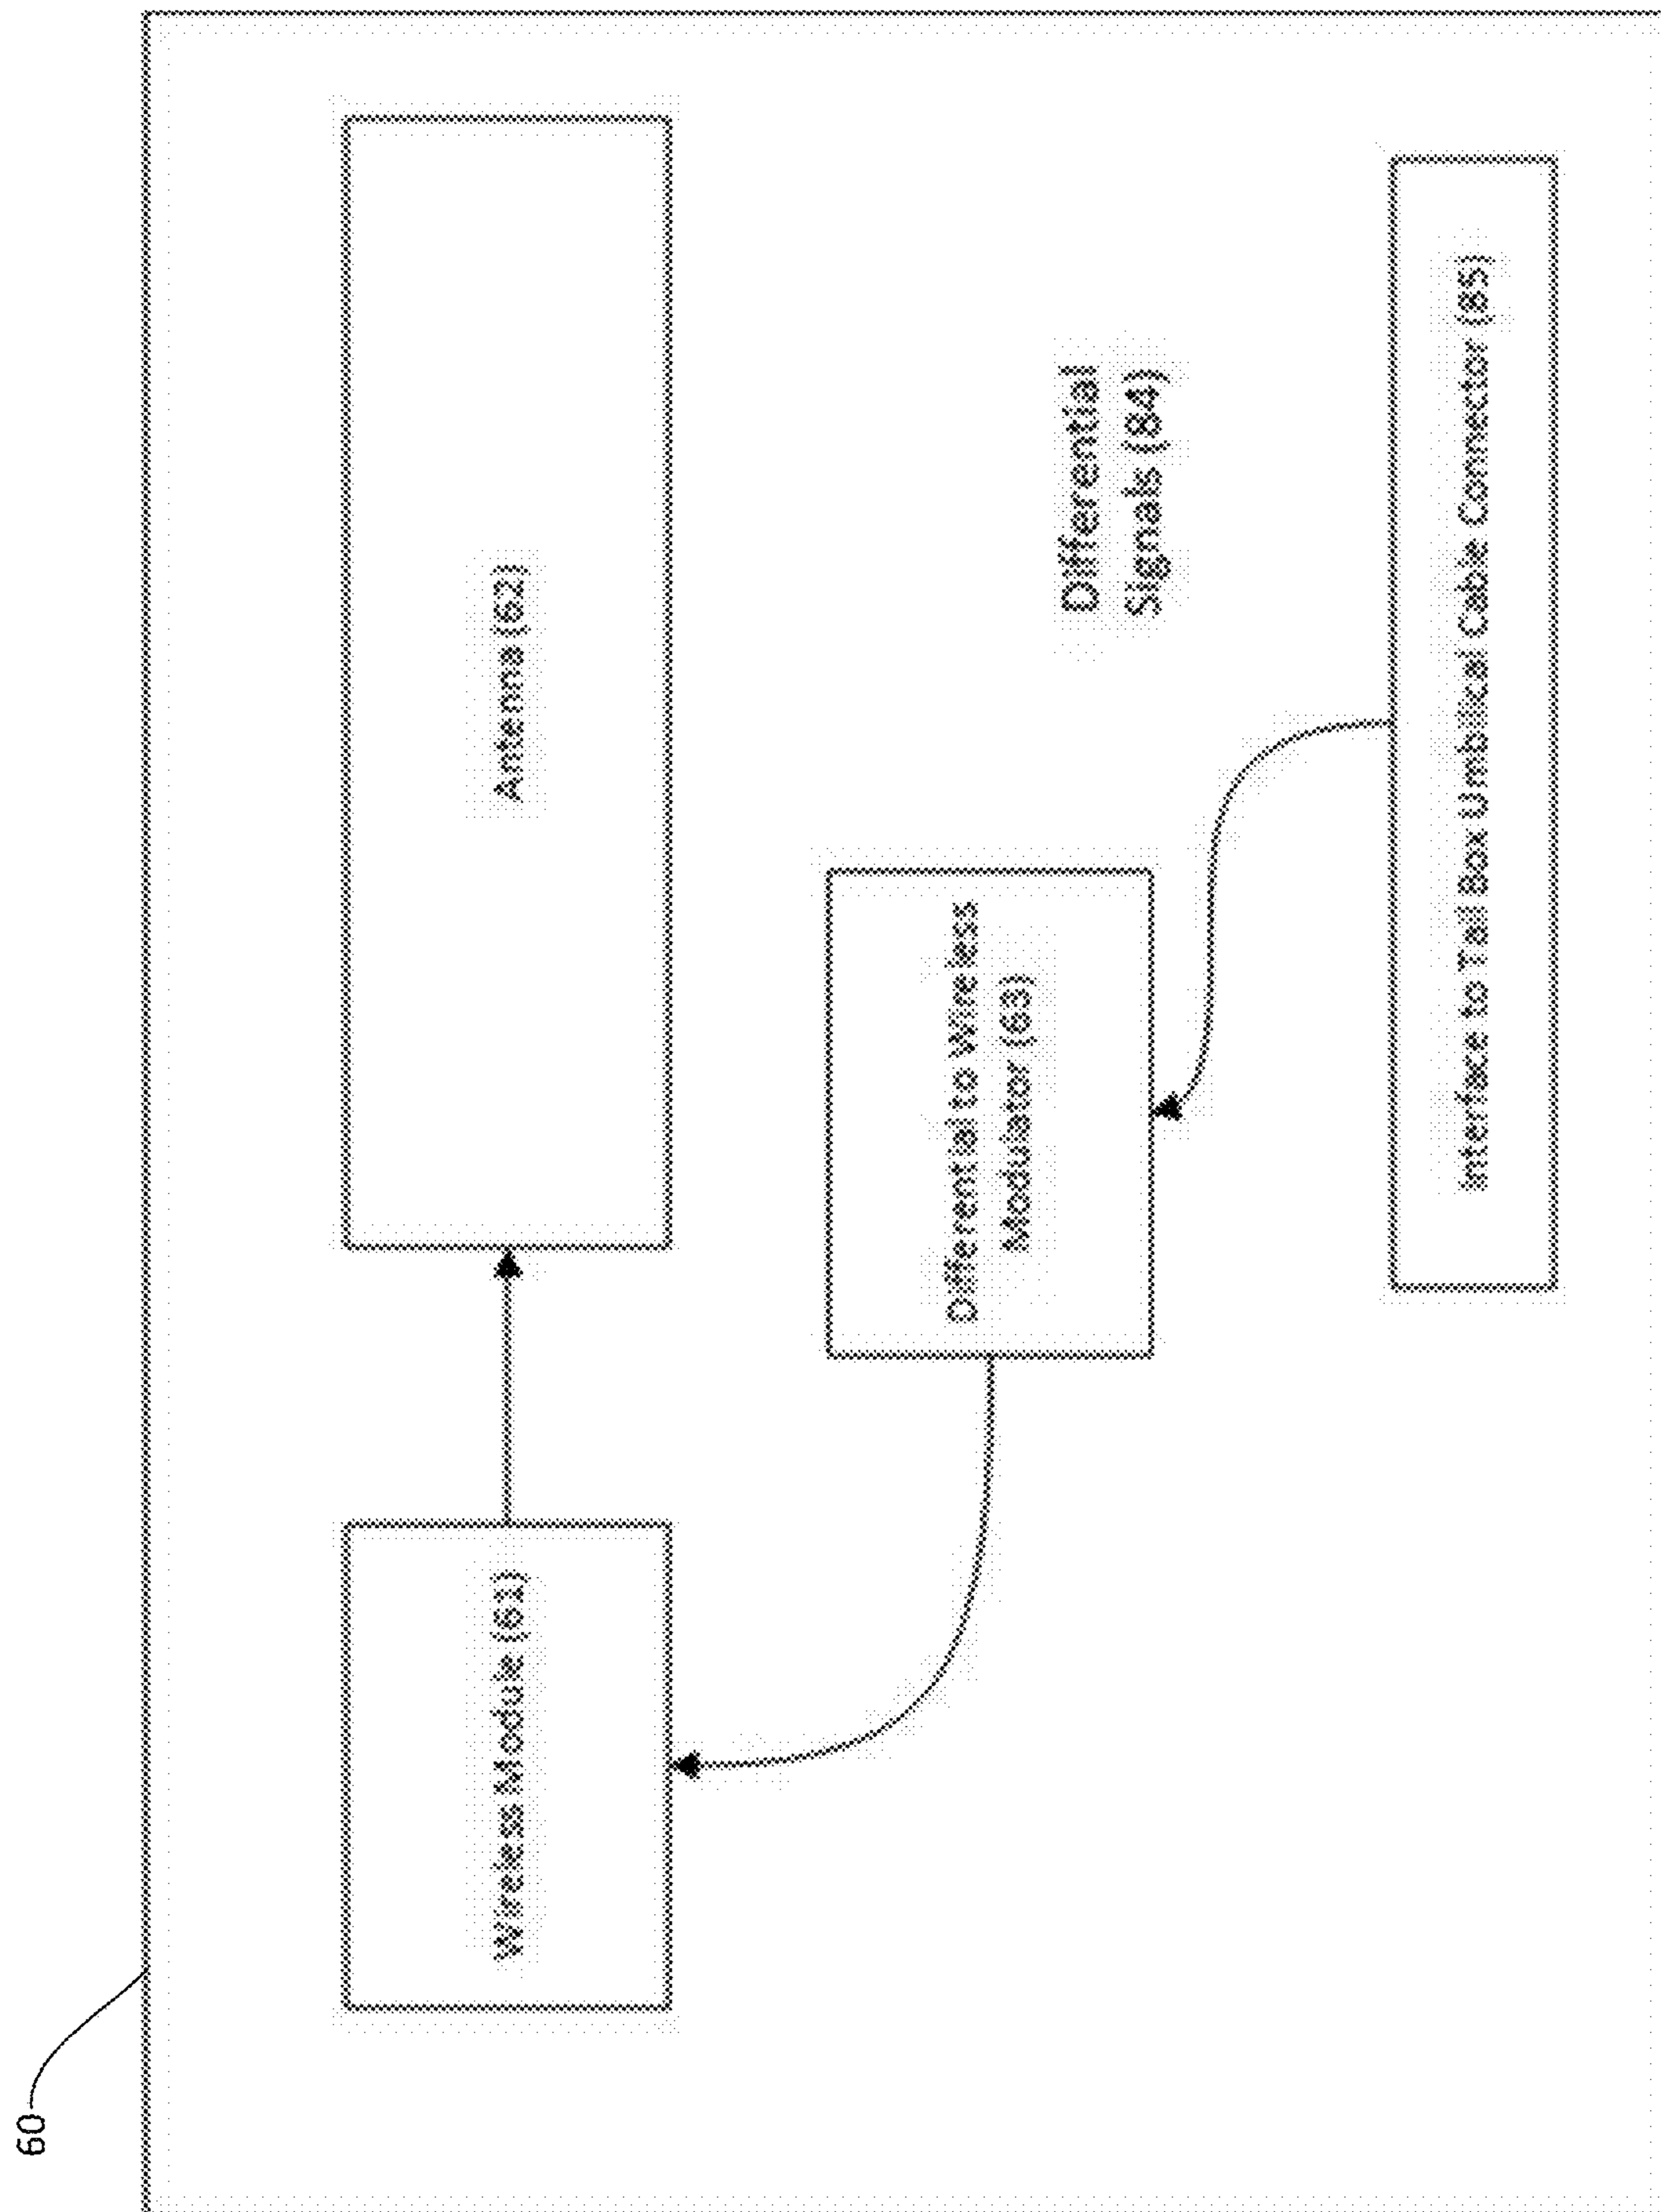 60
Wireless Module (61)
Antenna (62)
Differential to Wireless
Modulator (63)
Differential
Signals (84)
Interface to Tail Box Umbilical Cable Connector (85)